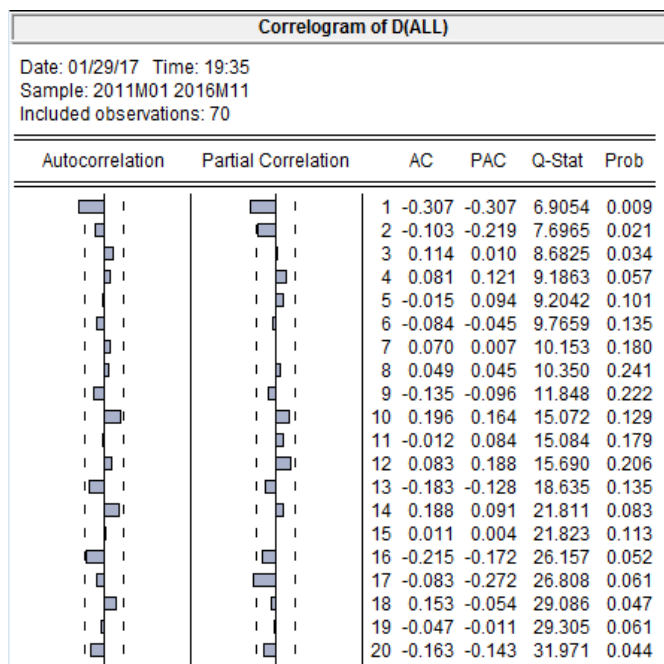 Correlogram of D(ALL)
Date: 01/29/17 Time: 19:35
Sample: 2011M01 2016M11
Included observations: 70
Autocorrelation Partial Correlation AC PAC Q-Stat Prob
1 -0.307 -0.307 6.9054 0.009
2 -0.103 -0.219 7.6965 0.021
3 0.114 0.010 8.6825 0.034
4 0.081 0.121 9.1863 0.057
5 -0.015 0.094 9.2042 0.101
6 -0.084 -0.045 9.7659 0.135
7 0.070 0.007 10.153 0.180
8 0.049 0.045 10.350 0.241
9 -0.135 -0.096 11.848 0.222
10 0.196 0.164 15.072 0.129
11 -0.012 0.084 15.084 0.179
12 0.083 0.188 15.690 0.206
13 -0.183 -0.128 18.635 0.135
14 0.188 0.091 21.811 0.083
15 0.011 0.004 21.823 0.113
16 -0.215 -0.172 26.157 0.052
17 -0.083 -0.272 26.808 0.061
18 0.153 -0.054 29.086 0.047
19 -0.047 -0.011 29.305 0.061
20 -0.163 -0.143 31.971 0.044